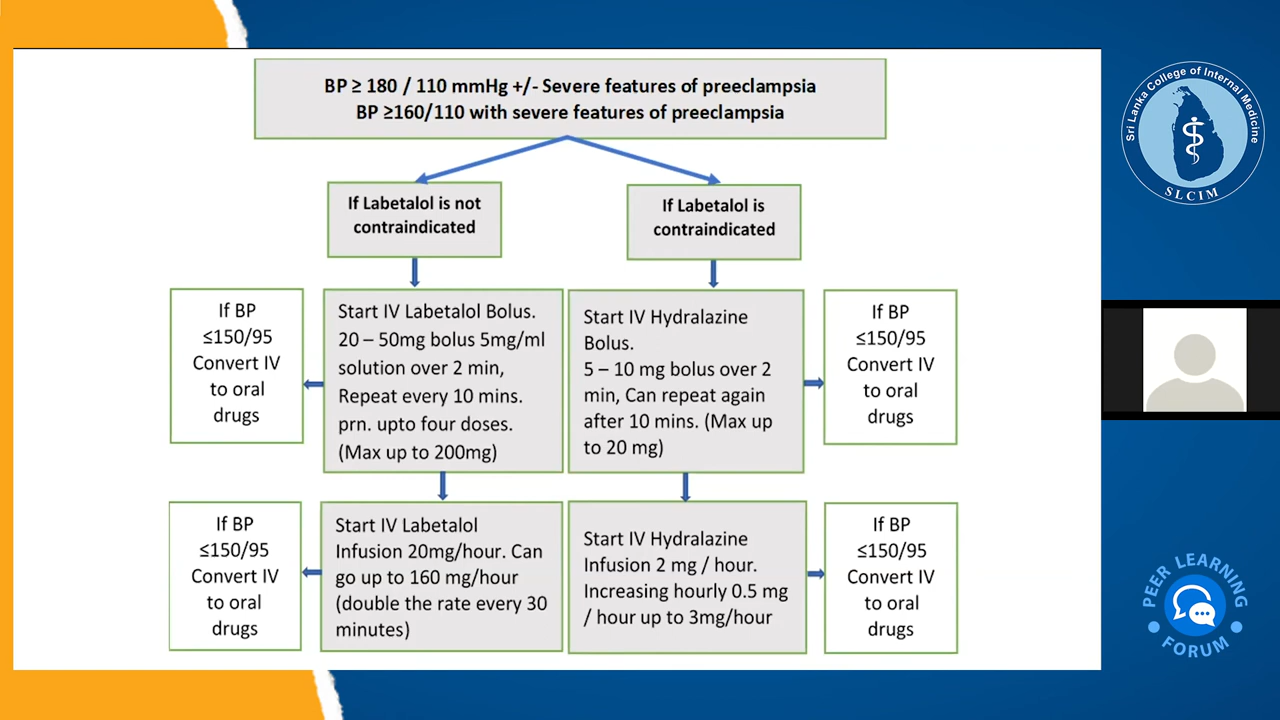 BP ≥ 180 / 110 mmHg +/- Severe features of preeclampsia
BP ≥160/110 with severe features of preeclampsia
If Labetalol is not
contraindicated
If Labetalol is
contraindicated
If BP
≤150/95
Convert IV
to oral
drugs
Start IV Labetalol Bolus.
20 – 50mg bolus 5mg/ml
solution over 2 min,
Repeat every 10 mins.
prn. upto four doses.
(Max up to 200mg)
Start IV Hydralazine
Bolus.
5 – 10 mg bolus over 2
min, Can repeat again
after 10 mins. (Max up
to 20 mg)
If BP
≤150/95
Convert IV
to oral
drugs
If BP
≤150/95
Convert IV
to oral
drugs
Start IV Labetalol
Infusion 20mg/hour. Can
go up to 160 mg/hour
(double the rate every 30
minutes)
Start IV Hydralazine
Infusion 2 mg / hour.
Increasing hourly 0.5 mg
/ hour up to 3mg/hour
If BP
≤150/95
Convert IV
to oral
drugs
Sri Lanka College of Internal Medicine
SLCIM
PEER LEARNING
FORUM